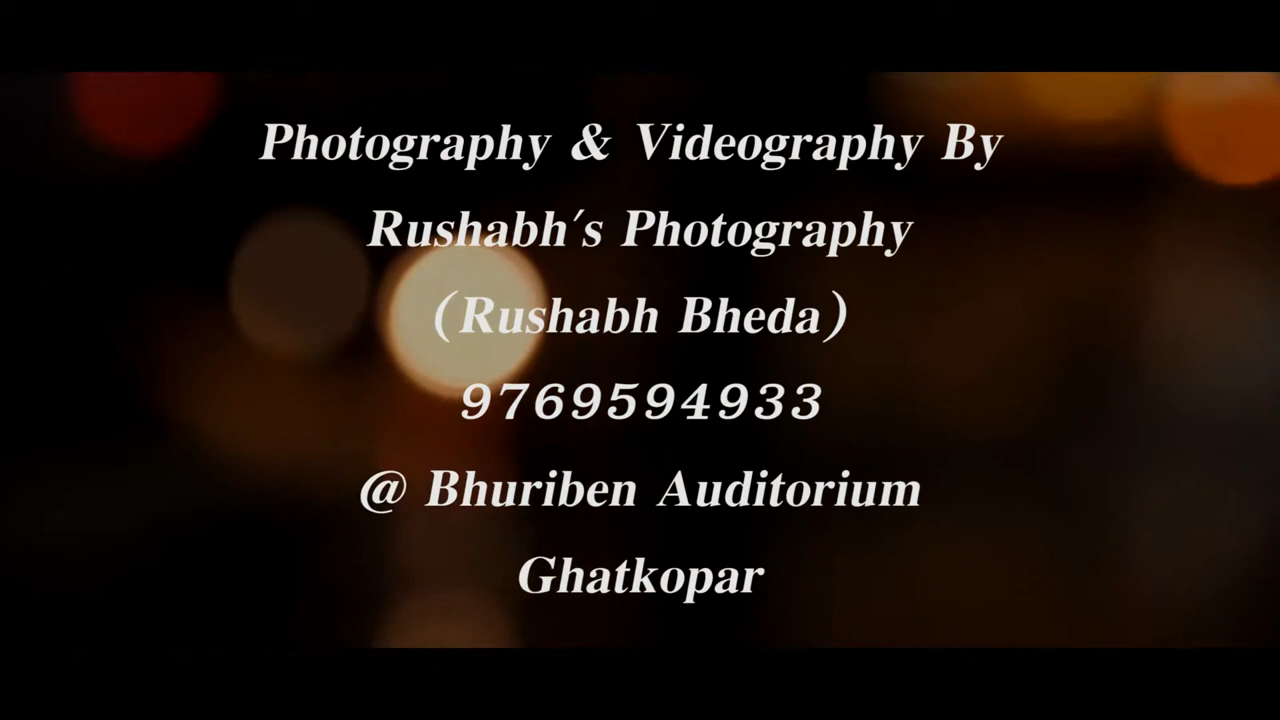 Photography & Videography By
Rushabh's Photography
(Rushabh Bheda)
9769594933
@ Bhuriben Auditorium
Ghatkopar